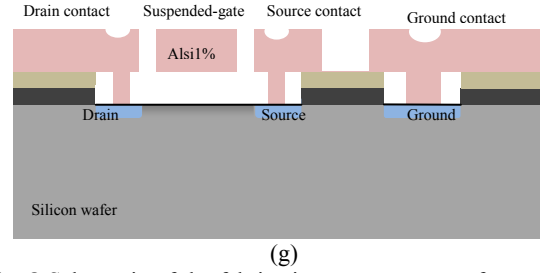 Drain contact Suspended-gate Source contact Ground contact
Alsi1%
Drain Source Ground
Silicon wafer
(g)